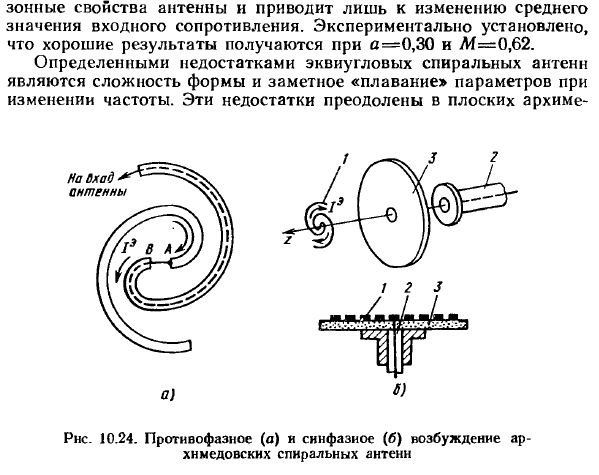 зонные свойства антенны и приводит лишь к изменению среднего
значения входного сопротивления. Экспериментально установлено,
что хорошие результаты получаются при a=0,30 и M=0,62.
Определенными недостатками эквиугловых спиральных антенн
являются сложность формы и заметное «плавание» параметров при
изменении частоты. Эти недостатки преодолены в плоских архиме-
На вход
антенны
Iэ B A
а)
1 3 2
Iэ
z
1 2 3
б)
Рис. 10.24. Противофазное (а) и синфазное (б) возбуждение ар-
химедовских спиральных антенн